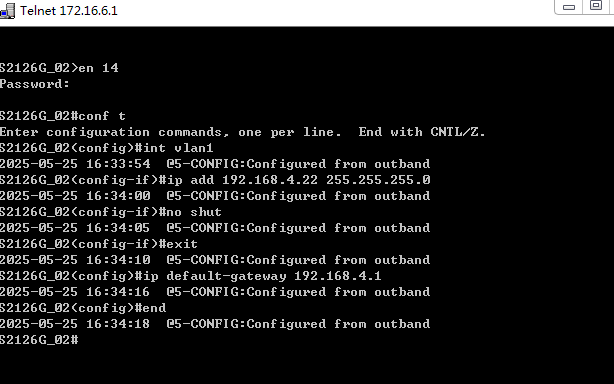 Telnet 172.16.6.1
S2126G_02>en 14
Password:
S2126G_02#conf t
Enter configuration commands, one per line.  End with CNTL/Z.
S2126G_02(config)#int vlan1
2025-05-25 16:33:54  @5-CONFIG:Configured from outband
S2126G_02(config-if)#ip add 192.168.4.22 255.255.255.0
2025-05-25 16:34:00  @5-CONFIG:Configured from outband
S2126G_02(config-if)#no shut
2025-05-25 16:34:05  @5-CONFIG:Configured from outband
S2126G_02(config-if)#exit
2025-05-25 16:34:10  @5-CONFIG:Configured from outband
S2126G_02(config)#ip default-gateway 192.168.4.1
2025-05-25 16:34:16  @5-CONFIG:Configured from outband
S2126G_02(config)#end
2025-05-25 16:34:18  @5-CONFIG:Configured from outband
S2126G_02#